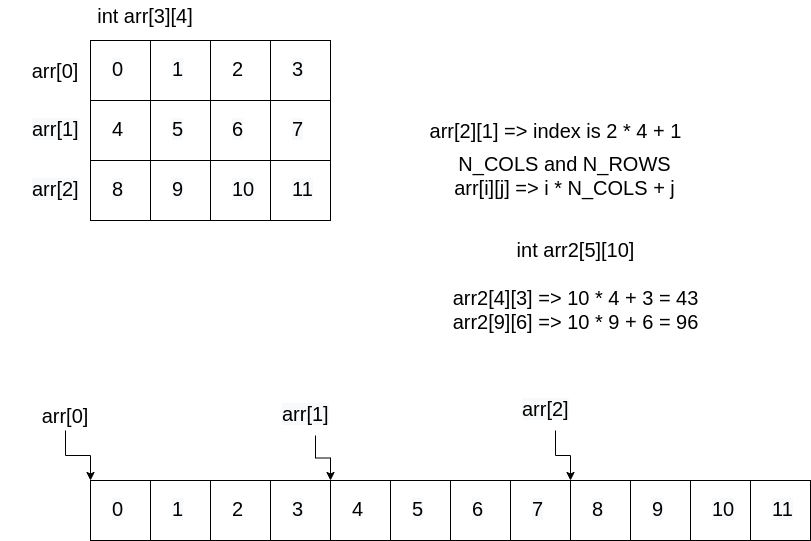 int arr[3][4]
arr[0] 0 1 2 3
arr[1] 4 5 6 7
arr[2] 8 9 10 11
arr[2][1] => index is 2 * 4 + 1
N_COLS and N_ROWS
arr[i][j] => i * N_COLS + j
int arr2[5][10]
arr2[4][3] => 10 * 4 + 3 = 43
arr2[9][6] => 10 * 9 + 6 = 96
arr[0] arr[1] arr[2]
0 1 2 3 4 5 6 7 8 9 10 11